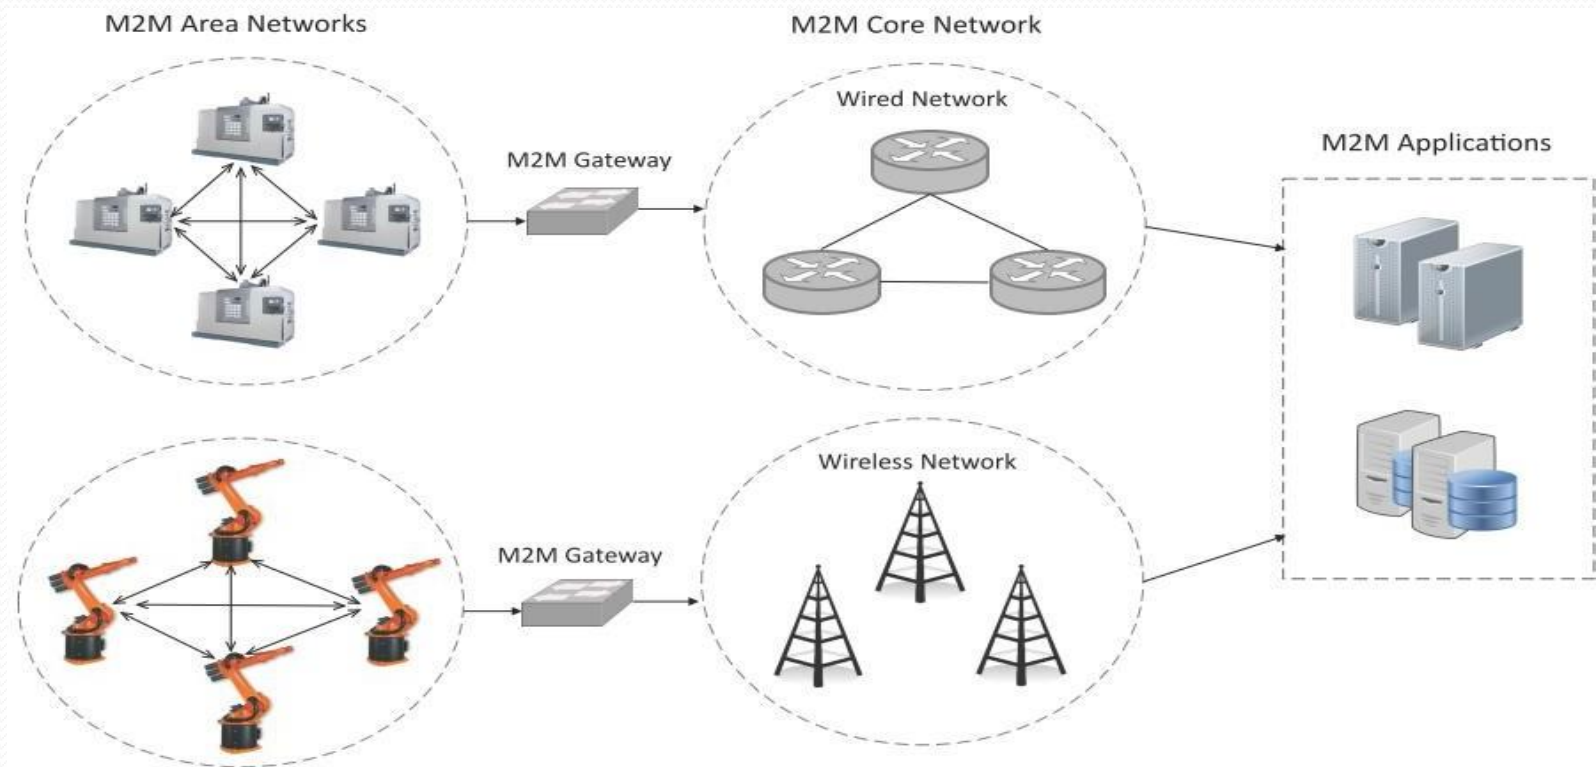 M2M Area Networks
M2M Core Network
Wired Network
M2M Gateway
M2M Applications
Wireless Network
M2M Gateway